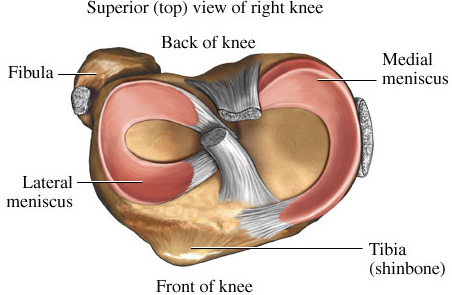 Superior (top) view of right knee
Back of knee
Fibula
Medial
meniscus
Lateral
meniscus
Tibia
(shinbone)
Front of knee